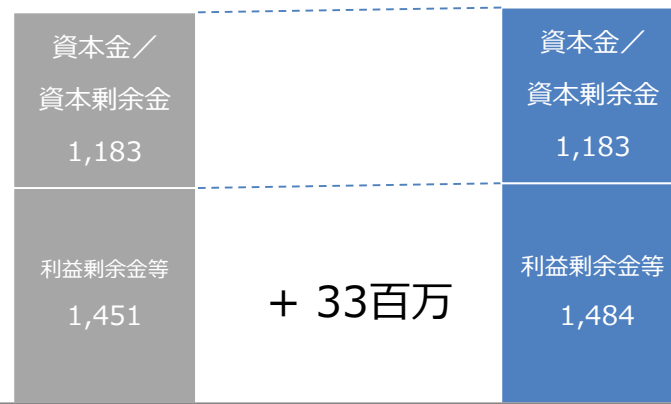 資本金／
資本剰余金
1,183
利益剰余金等
1,451
+ 33百万
資本金／
資本剰余金
1,183
利益剰余金等
1,484